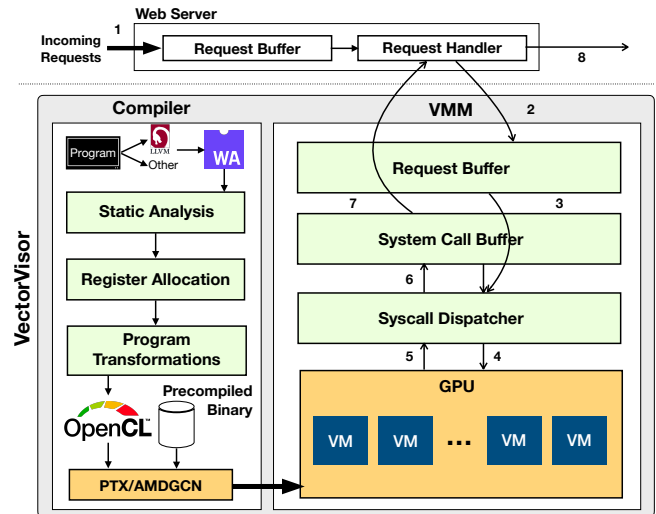 Web Server
1
Incoming
Requests
Request Buffer
Request Handler
8
Compiler
VMM
2
Program
LLVM
Other
WA
Request Buffer
Static Analysis
7
3
System Call Buffer
Register Allocation
6
VectorVisor
Syscall Dispatcher
Program
Transformations
5
4
GPU
Precompiled
Binary
OpenCL™
VM
VM
...
VM
VM
PTX/AMDGCN